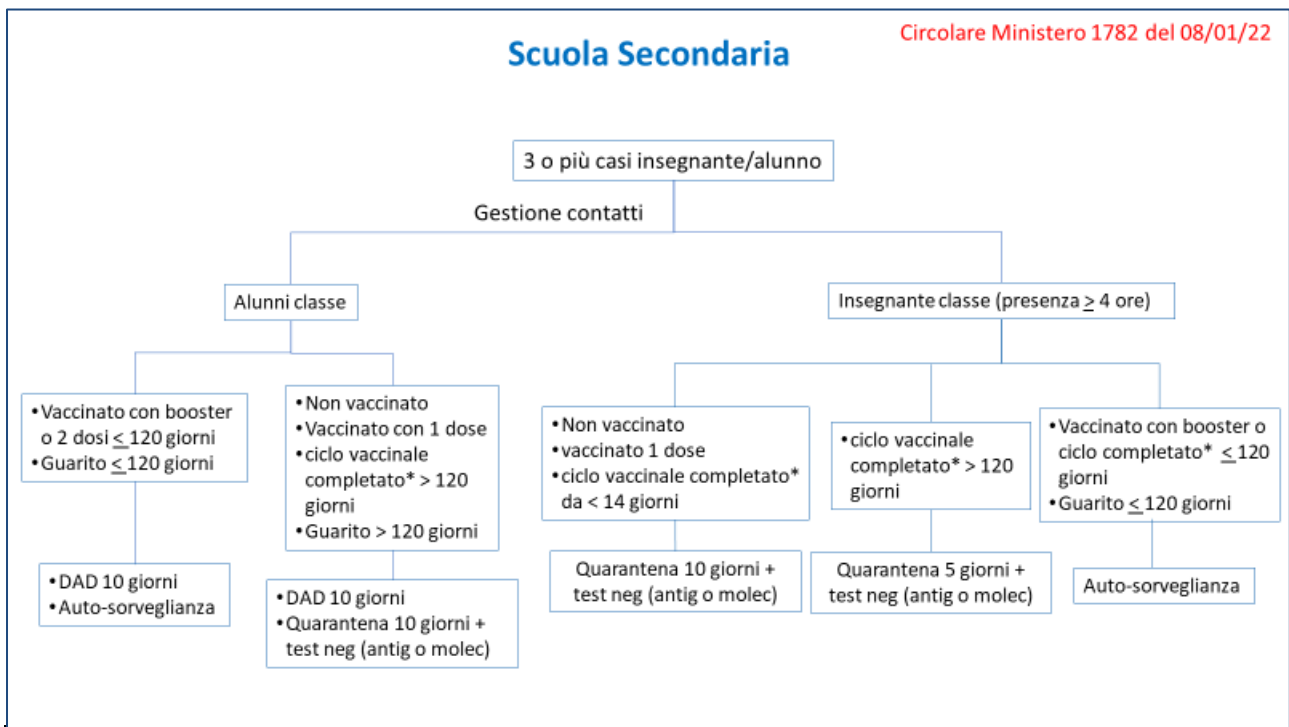 Circolare Ministero 1782 del 08/01/22
Scuola Secondaria
3 o più casi insegnante/alunno
Gestione contatti
Alunni classe
Insegnante classe (presenza > 4 ore)
•Vaccinato con booster
o 2 dosi < 120 giorni
•Guarito < 120 giorni
•Non vaccinato
•Vaccinato con 1 dose
•ciclo vaccinale
completato* > 120
giorni
•Guarito > 120 giorni
•Non vaccinato
•vaccinato 1 dose
•ciclo vaccinale completato*
da < 14 giorni
•ciclo vaccinale
completato* > 120
giorni
•Vaccinato con booster o
ciclo completato* < 120
giorni
•Guarito < 120 giorni
•DAD 10 giorni
•Auto-sorveglianza
•DAD 10 giorni
•Quarantena 10 giorni +
test neg (antig o molec)
Quarantena 10 giorni +
test neg (antig o molec)
Quarantena 5 giorni +
test neg (antig o molec)
Auto-sorveglianza